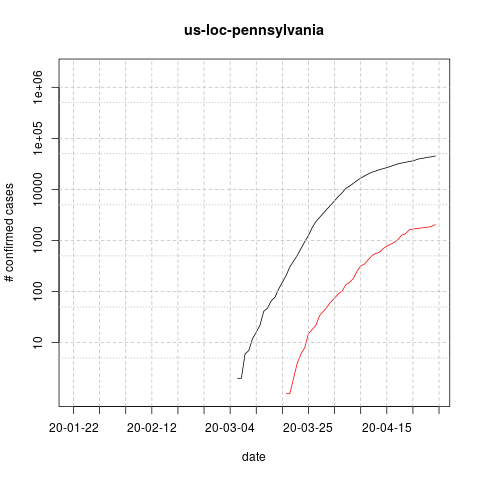 us-loc-pennsylvania
# confirmed cases
1e+06
1e+05
10000
1000
100
10
20-01-22
20-02-12
20-03-04
20-03-25
20-04-15
date